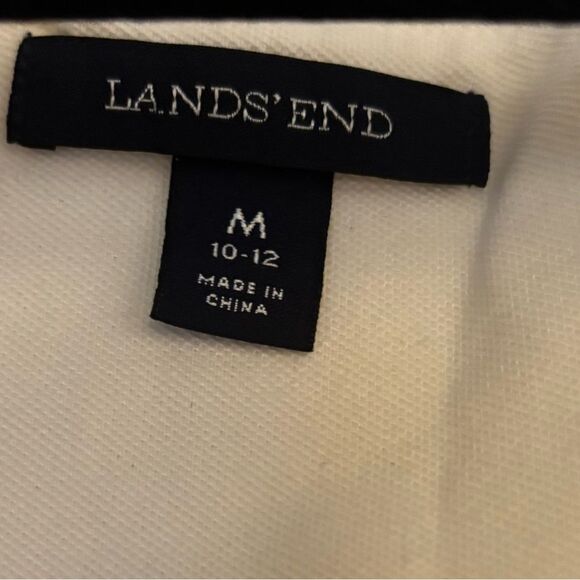 LANDS' END
M
10-12
MADE IN
CHINA